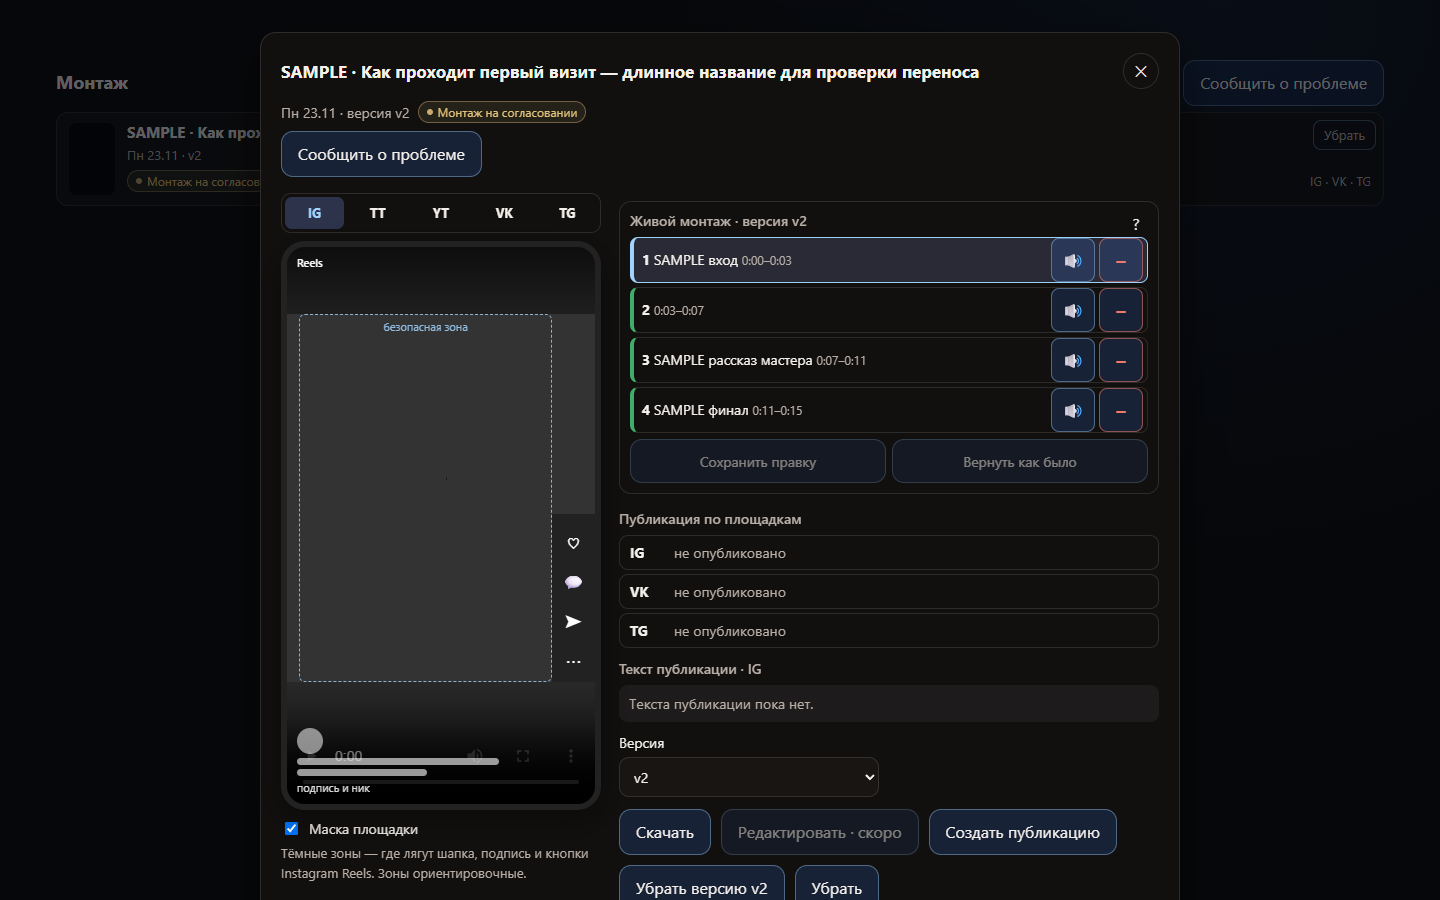 Монтаж
Сообщить о проблеме
SAMPLE · Как прох
Пн 23.11 · v2
Монтаж на согласов
Убрать
IG · VK · TG
SAMPLE · Как проходит первый визит — длинное название для проверки переноса
Пн 23.11 · версия v2
Монтаж на согласовании
Сообщить о проблеме
IG TT YT VK TG
Reels
безопасная зона
0:00
подпись и ник
Маска площадки
Тёмные зоны — где лягут шапка, подпись и кнопки
Instagram Reels. Зоны ориентировочные.
Живой монтаж · версия v2 ?
1 SAMPLE вход 0:00–0:03
2 0:03–0:07
3 SAMPLE рассказ мастера 0:07–0:11
4 SAMPLE финал 0:11–0:15
Сохранить правку
Вернуть как было
Публикация по площадкам
IG не опубликовано
VK не опубликовано
TG не опубликовано
Текст публикации · IG
Текста публикации пока нет.
Версия
v2
Скачать
Редактировать · скоро
Создать публикацию
Убрать версию v2
Убрать